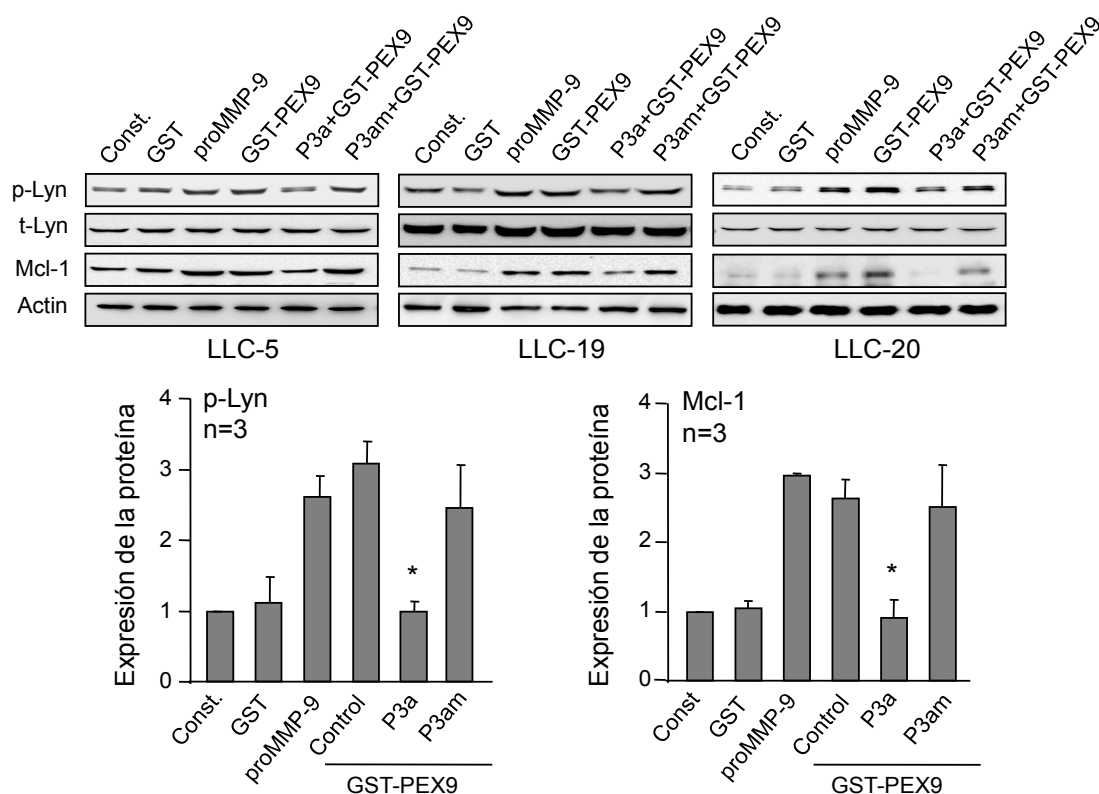 Const.
GST
proMMP-9
GST-PEX9
P3a+GST-PEX9
P3am+GST-PEX9
Const.
GST
proMMP-9
GST-PEX9
P3a+GST-PEX9
P3am+GST-PEX9
Const.
GST
proMMP-9
GST-PEX9
P3a+GST-PEX9
P3am+GST-PEX9
p-Lyn
t-Lyn
Mcl-1
Actin
LLC-5
LLC-19
LLC-20
Expresión de la proteína
4
3
2
1
0
p-Lyn
n=3
*
Const.
GST
proMMP-9
Control
P3a
P3am
GST-PEX9
Expresión de la proteína
4
3
2
1
0
Mcl-1
n=3
*
Const
GST
proMMP-9
Control
P3a
P3am
GST-PEX9